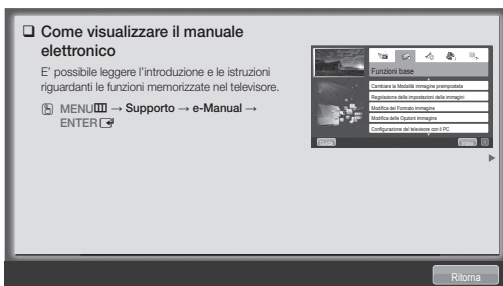 ❑ Come visualizzare il manuale
elettronico
E' possibile leggere l'introduzione e le istruzioni
riguardanti le funzioni memorizzate nel televisore.
MENU → Supporto → e-Manual →
ENTER
Funzioni base
Cambiare la Modalità immagine preimpostata
Regolazione delle impostazioni delle immagini
Modifica del Formato immagine
Modifica delle Opzioni immagine
Configurazione del televisore con il PC
Guida
Index
Ritorna